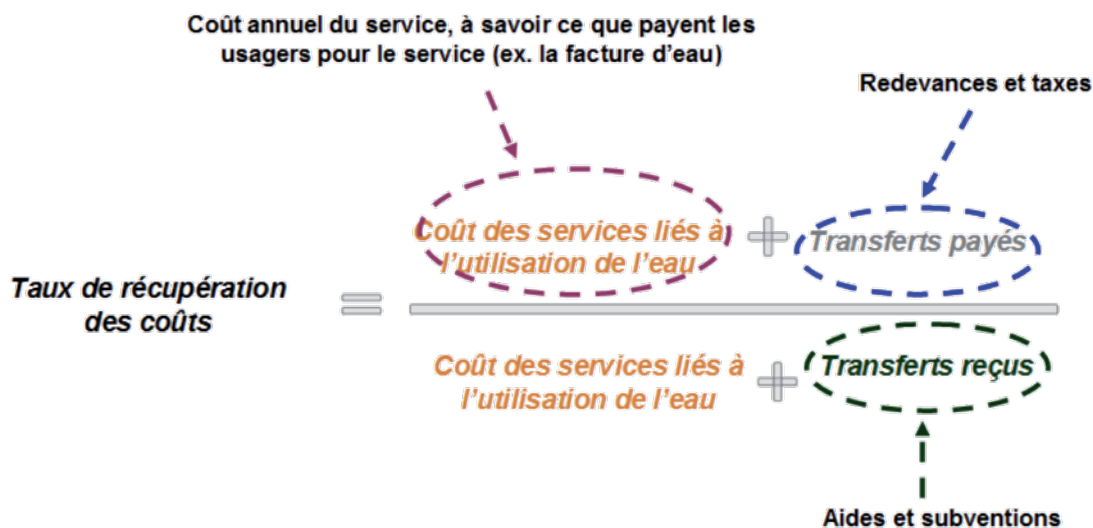 Coût annuel du service, à savoir ce que payent les
usagers pour le service (ex. la facture d'eau)
Redevances et taxes
Coût des services liés à
l'utilisation de l'eau
+
Transferts payés
Taux de récupération
des coûts
=
Coût des services liés à
l'utilisation de l'eau
+
Transferts reçus
Aides et subventions